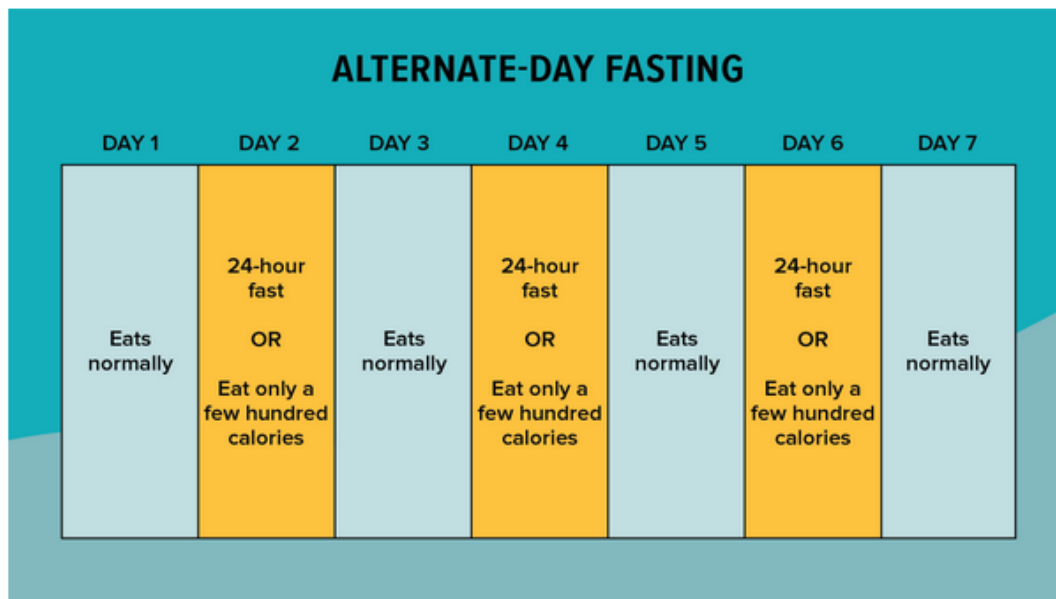 ALTERNATE-DAY FASTING
DAY 1
DAY 2
DAY 3
DAY 4
DAY 5
DAY 6
DAY 7
Eats
normally
24-hour
fast
OR
Eat only a
few hundred
calories
Eats
normally
24-hour
fast
OR
Eat only a
few hundred
calories
Eats
normally
24-hour
fast
OR
Eat only a
few hundred
calories
Eats
normally